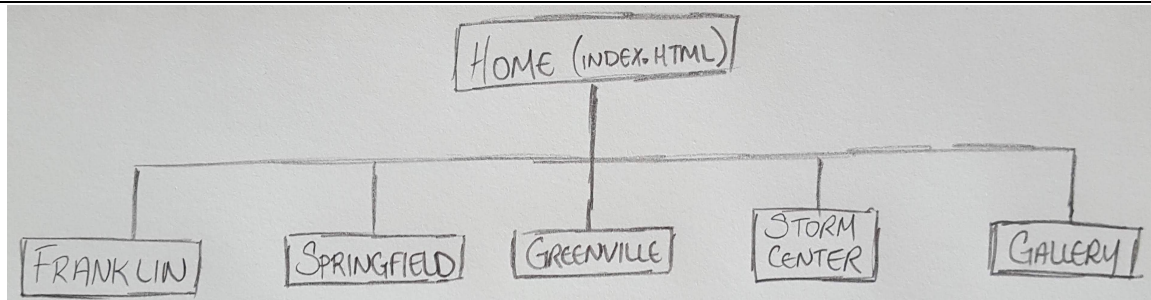 HOME (INDEX.HTML)
FRANKLIN
SPRINGFIELD
GREENVILLE
STORM
CENTER
GALLERY